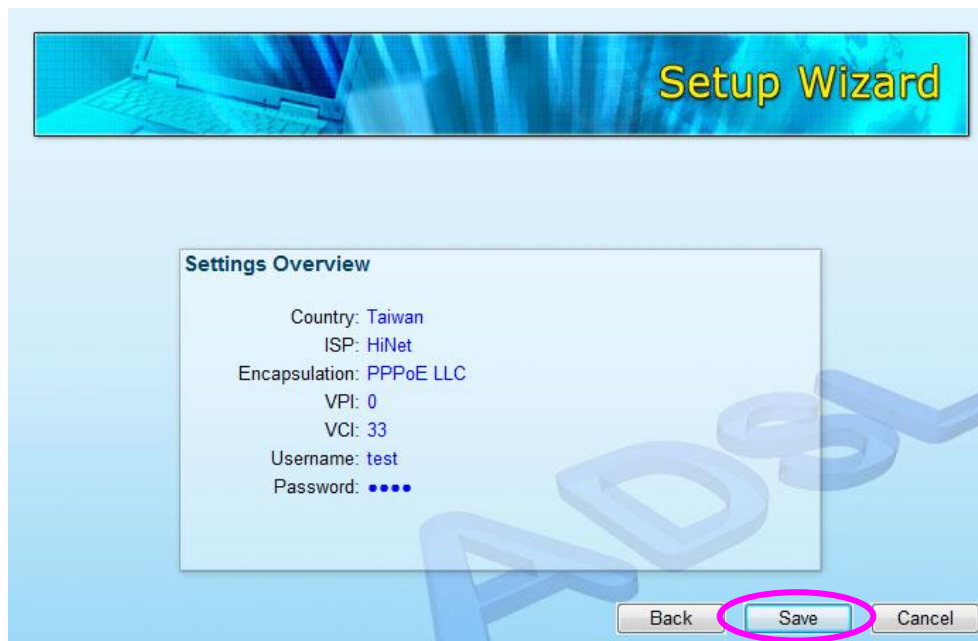 Setup Wizard
Settings Overview
Country: Taiwan
ISP: HiNet
Encapsulation: PPPoE LLC
VPI: 0
VCI: 33
Username: test
Password: ●●●●
ADSL
Back Save Cancel